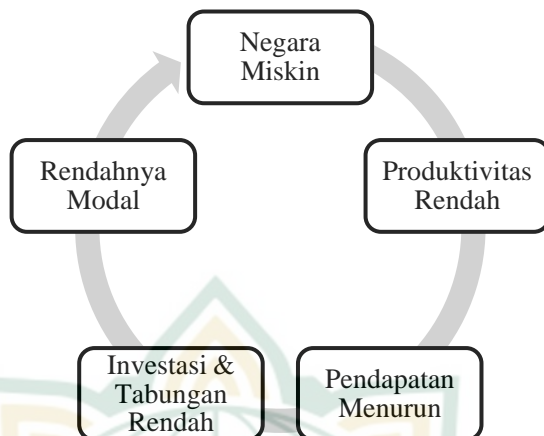 Negara
Miskin
Produktivitas
Rendah
Pendapatan
Menurun
Investasi &
Tabungan
Rendah
Rendahnya
Modal